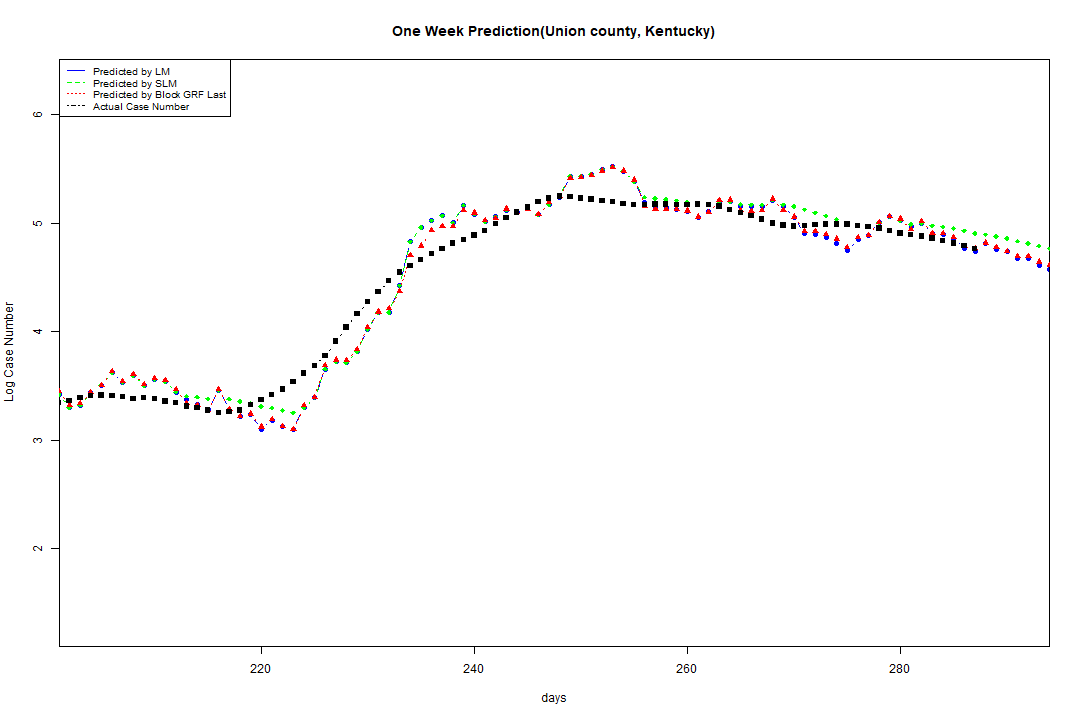 One Week Prediction(Union county, Kentucky)
Predicted by LM
Predicted by SLM
Predicted by Block GRF Last
Actual Case Number
6
5
4
3
2
Log Case Number
220 240 260 280
days